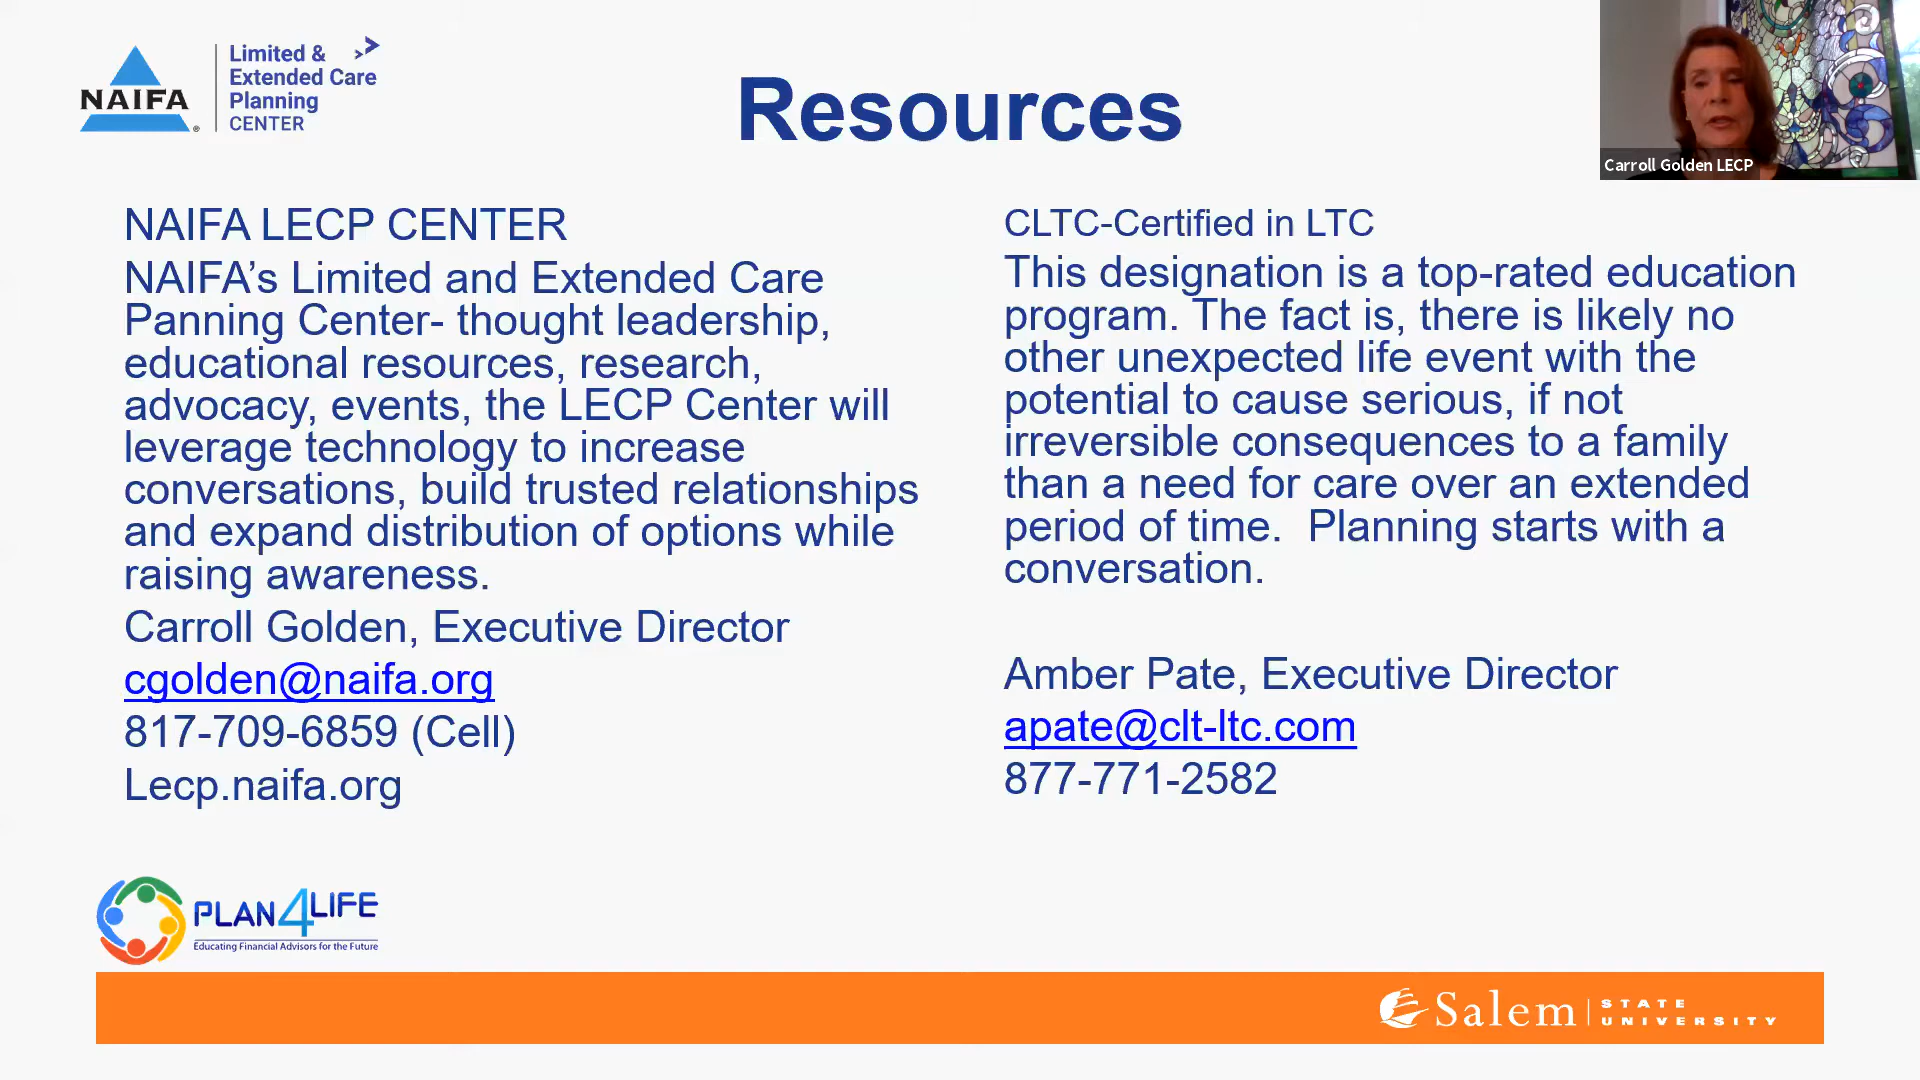 NAIFA®
Limited &
Extended Care
Planning
CENTER
Resources
Carroll Golden LECP
NAIFA LECP CENTER
NAIFA’s Limited and Extended Care
Panning Center- thought leadership,
educational resources, research,
advocacy, events, the LECP Center will
leverage technology to increase
conversations, build trusted relationships
and expand distribution of options while
raising awareness.
Carroll Golden, Executive Director
cgolden@naifa.org
817-709-6859 (Cell)
Lecp.naifa.org
CLTC-Certified in LTC
This designation is a top-rated education
program. The fact is, there is likely no
other unexpected life event with the
potential to cause serious, if not
irreversible consequences to a family
than a need for care over an extended
period of time.  Planning starts with a
conversation.
Amber Pate, Executive Director
apate@clt-ltc.com
877-771-2582
PLAN4LIFE
Educating Financial Advisors for the Future
Salem
STATE
UNIVERSITY